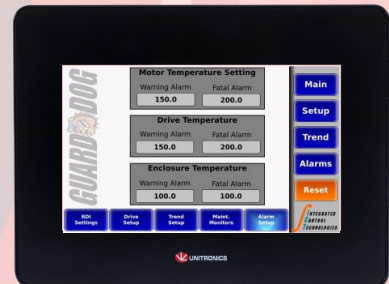 GUARD DOG
Motor Temperature Setting
Warning Alarm Fatal Alarm
150.0 200.0
Drive Temperature
Warning Alarm Fatal Alarm
150.0 200.0
Enclosure Temperature
Warning Alarm Fatal Alarm
100.0 100.0
Main
Setup
Trend
Alarms
Reset
RDI
Settings
Drive
Setup
Trend
Setup
Maint.
Monitors
Alarm
Setup
INTEGRATED
CONTROL
TECHNOLOGIES
UNITRONICS